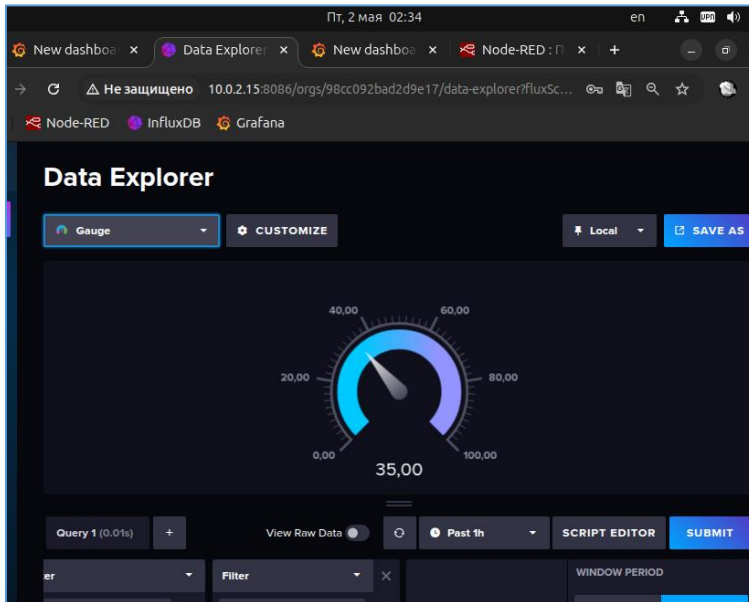 Пт, 2 мая 02:34
en
VPN
New dashboa
Data Explorer
New dashboa
Node-RED : П
Не защищено 10.0.2.15:8086/orgs/98cc092bad2d9e17/data-explorer?fluxSc...
Node-RED InfluxDB Grafana
Data Explorer
Gauge CUSTOMIZE Local SAVE AS
40,00 60,00
20,00 80,00
0,00 100,00
35,00
Query 1 (0.01s) + View Raw Data Past 1h SCRIPT EDITOR SUBMIT
er Filter WINDOW PERIOD